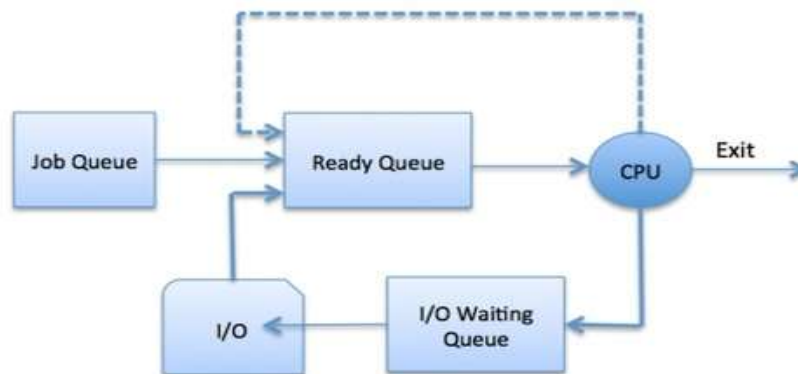 Job Queue
Ready Queue
CPU
Exit
I/O
I/O Waiting
Queue